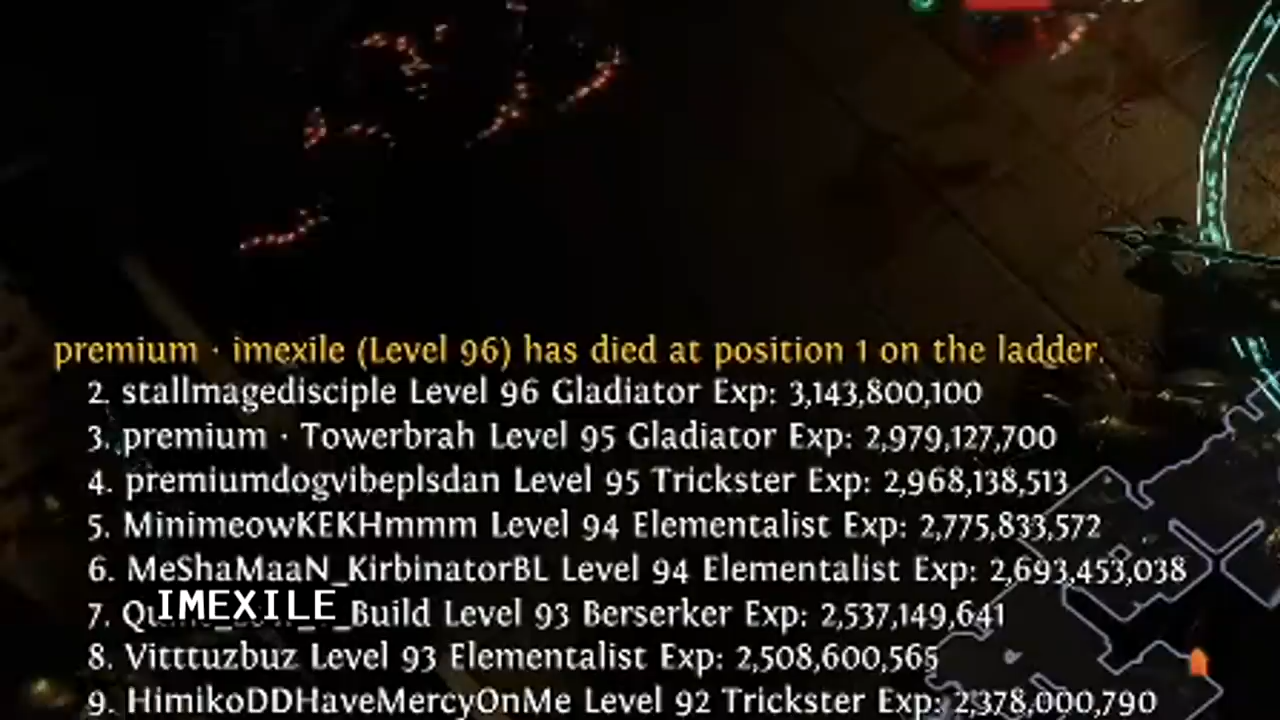 premium · imexile (Level 96) has died at position 1 on the ladder.
2. stallmagedisciple Level 96 Gladiator Exp: 3,143,800,100
3. premium · Towerbrah Level 95 Gladiator Exp: 2,979,127,700
4. premiumdogvibeplsdan Level 95 Trickster Exp: 2,968,138,513
5. MinimeowKEKHmmm Level 94 Elementalist Exp: 2,775,833,572
6. MeShaMaaN_KirbinatorBL Level 94 Elementalist Exp: 2,693,453,038
IMEXILE
7. Build Level 93 Berserker Exp: 2,537,149,641
8. Vitttuzbuz Level 93 Elementalist Exp: 2,508,600,565
9. HimikoDDHaveMercyOnMe Level 92 Trickster Exp: 2,378,000,790